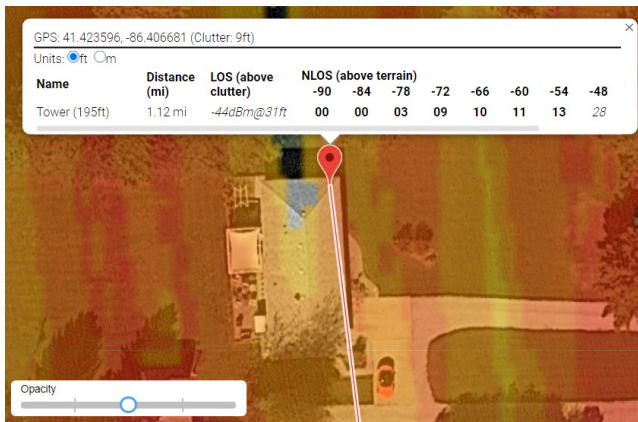 ×
GPS: 41.423596, -86.406681 (Clutter: 9ft)
Units: ft m
Name Distance (mi) LOS (above clutter) NLOS (above terrain)
-90 -84 -78 -72 -66 -60 -54 -48
Tower (195ft) 1.12 mi -44dBm@31ft 00 00 03 09 10 11 13 28
Opacity